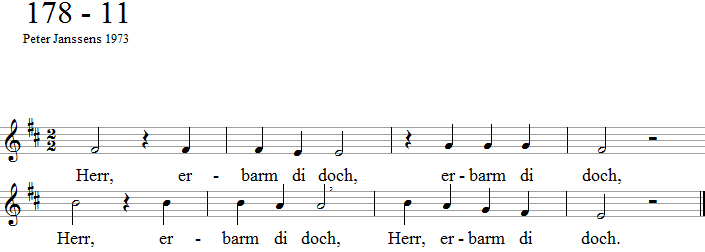 178 - 11
Peter Janssens 1973
Herr, er - barm di doch, er - barm di doch,
Herr, er - barm di doch, Herr, er - barm di doch.